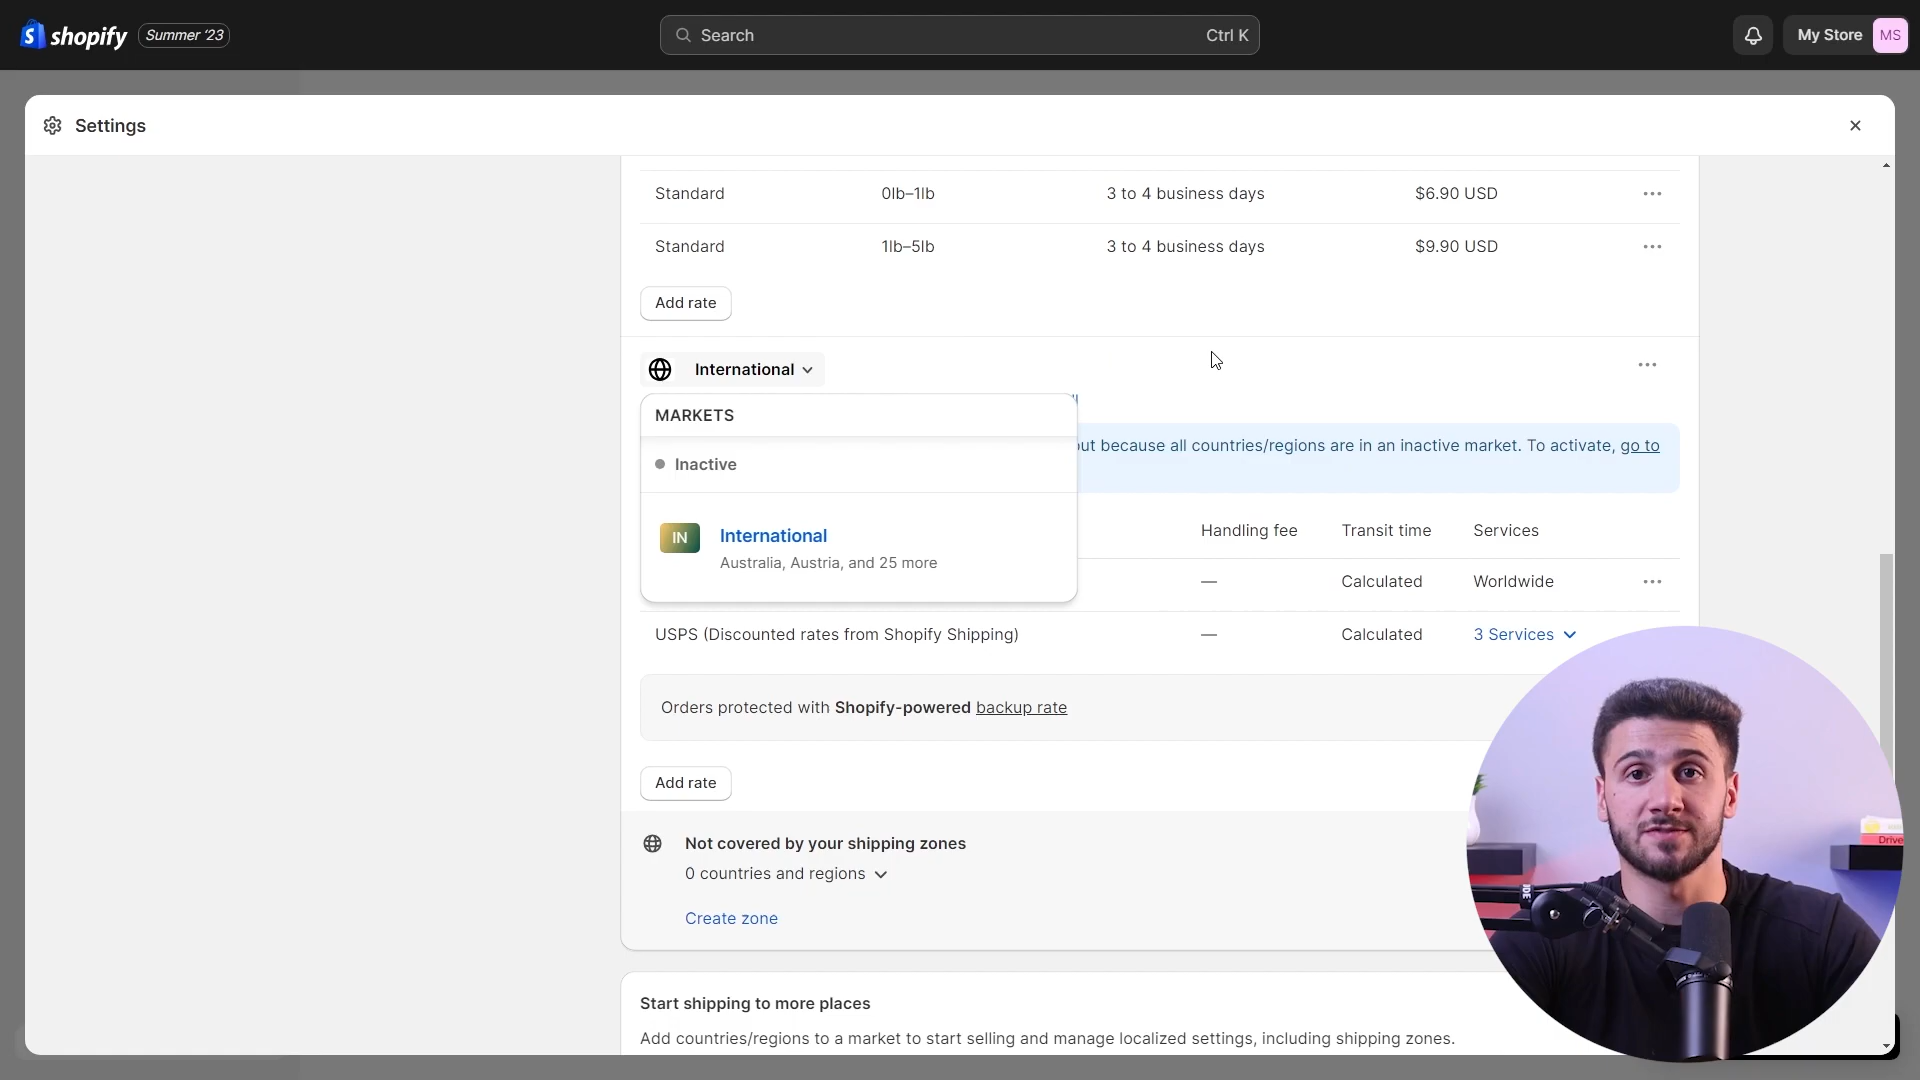 shopify Summer '23
Search Ctrl K
My Store MS
Settings
Standard 0lb–1lb 3 to 4 business days $6.90 USD
Standard 1lb–5lb 3 to 4 business days $9.90 USD
Add rate
International
MARKETS
because all countries/regions are in an inactive market. To activate, go to
Inactive
Handling fee Transit time Services
IN International
Australia, Austria, and 25 more
— Calculated Worldwide
USPS (Discounted rates from Shopify Shipping) — Calculated 3 Services
Orders protected with Shopify-powered backup rate
Add rate
Not covered by your shipping zones
0 countries and regions
Create zone
Start shipping to more places
Add countries/regions to a market to start selling and manage localized settings, including shipping zones.
Drive